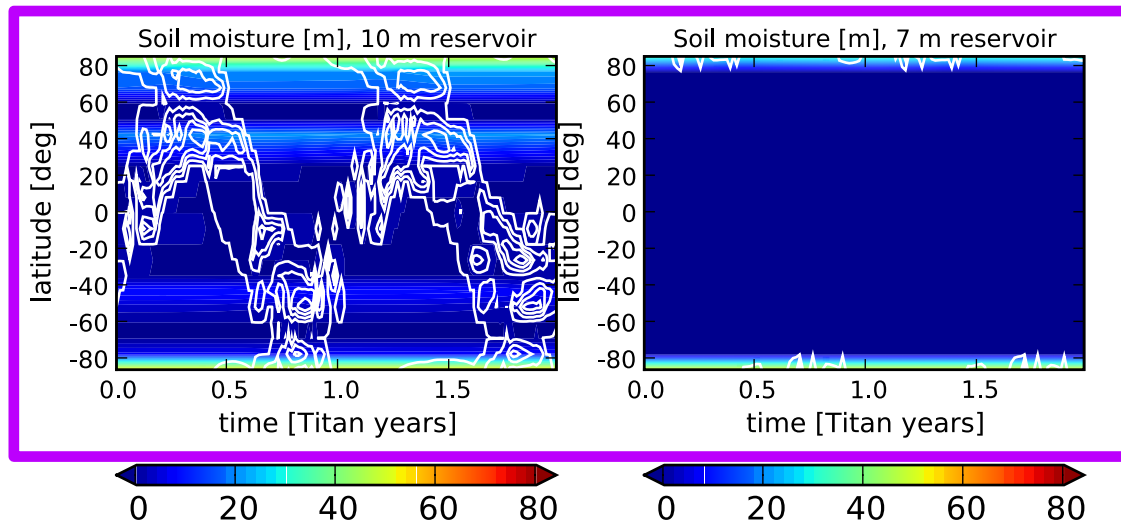 Soil moisture [m], 10 m reservoir
Soil moisture [m], 7 m reservoir
latitude [deg]
80
60
40
20
0
-20
-40
-60
-80
0.0 0.5 1.0 1.5
time [Titan years]
latitude [deg]
80
60
40
20
0
-20
-40
-60
-80
0.0 0.5 1.0 1.5
time [Titan years]
0 20 40 60 80
0 20 40 60 80